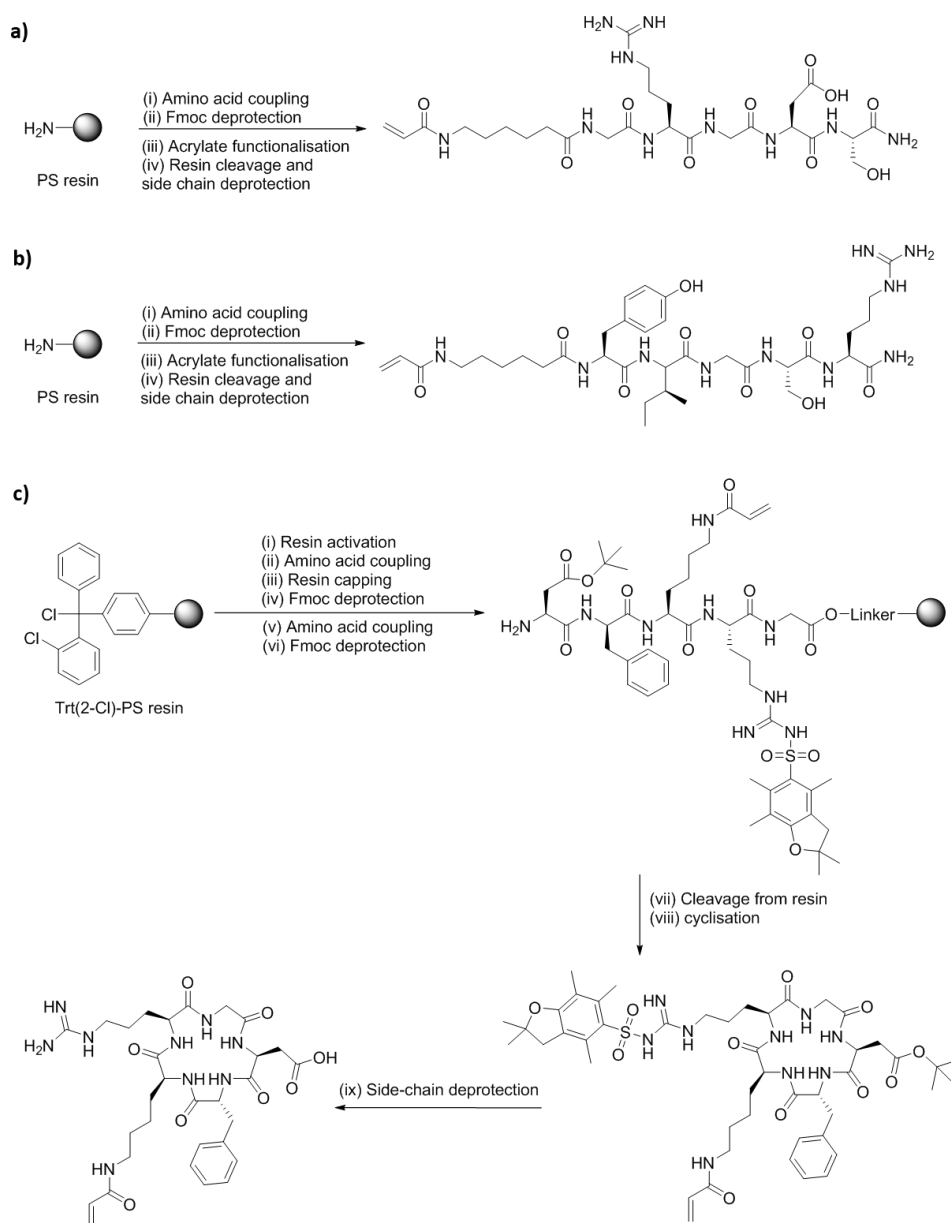 a)
H₂N
PS resin
(i) Amino acid coupling
(ii) Fmoc deprotection
(iii) Acrylate functionalisation
(iv) Resin cleavage and
side chain deprotection
H₂N NH
HN
O O O O O
OH
H N
N H
O
NH₂
OH
b)
H₂N
PS resin
(i) Amino acid coupling
(ii) Fmoc deprotection
(iii) Acrylate functionalisation
(iv) Resin cleavage and
side chain deprotection
HN NH₂
NH
OH
O
H N
N H
O
NH₂
OH
c)
Cl
Cl
Trt(2-Cl)-PS resin
(i) Resin activation
(ii) Amino acid coupling
(iii) Resin capping
(iv) Fmoc deprotection
(v) Amino acid coupling
(vi) Fmoc deprotection
O
HN
O
O
H₂N
O
H N
O
N H
O
H N
O
O–Linker
NH
HN NH
O=S=O
O
(vii) Cleavage from resin
(viii) cyclisation
NH
H₂N N H
O
N H
O
NH HN
OH
O
O
NH HN
O
O
HN
O
(ix) Side-chain deprotection
O
O
S
O
N H
NH
N H
O
N H
O
NH HN
O
O
O
NH HN
O
O
HN
O